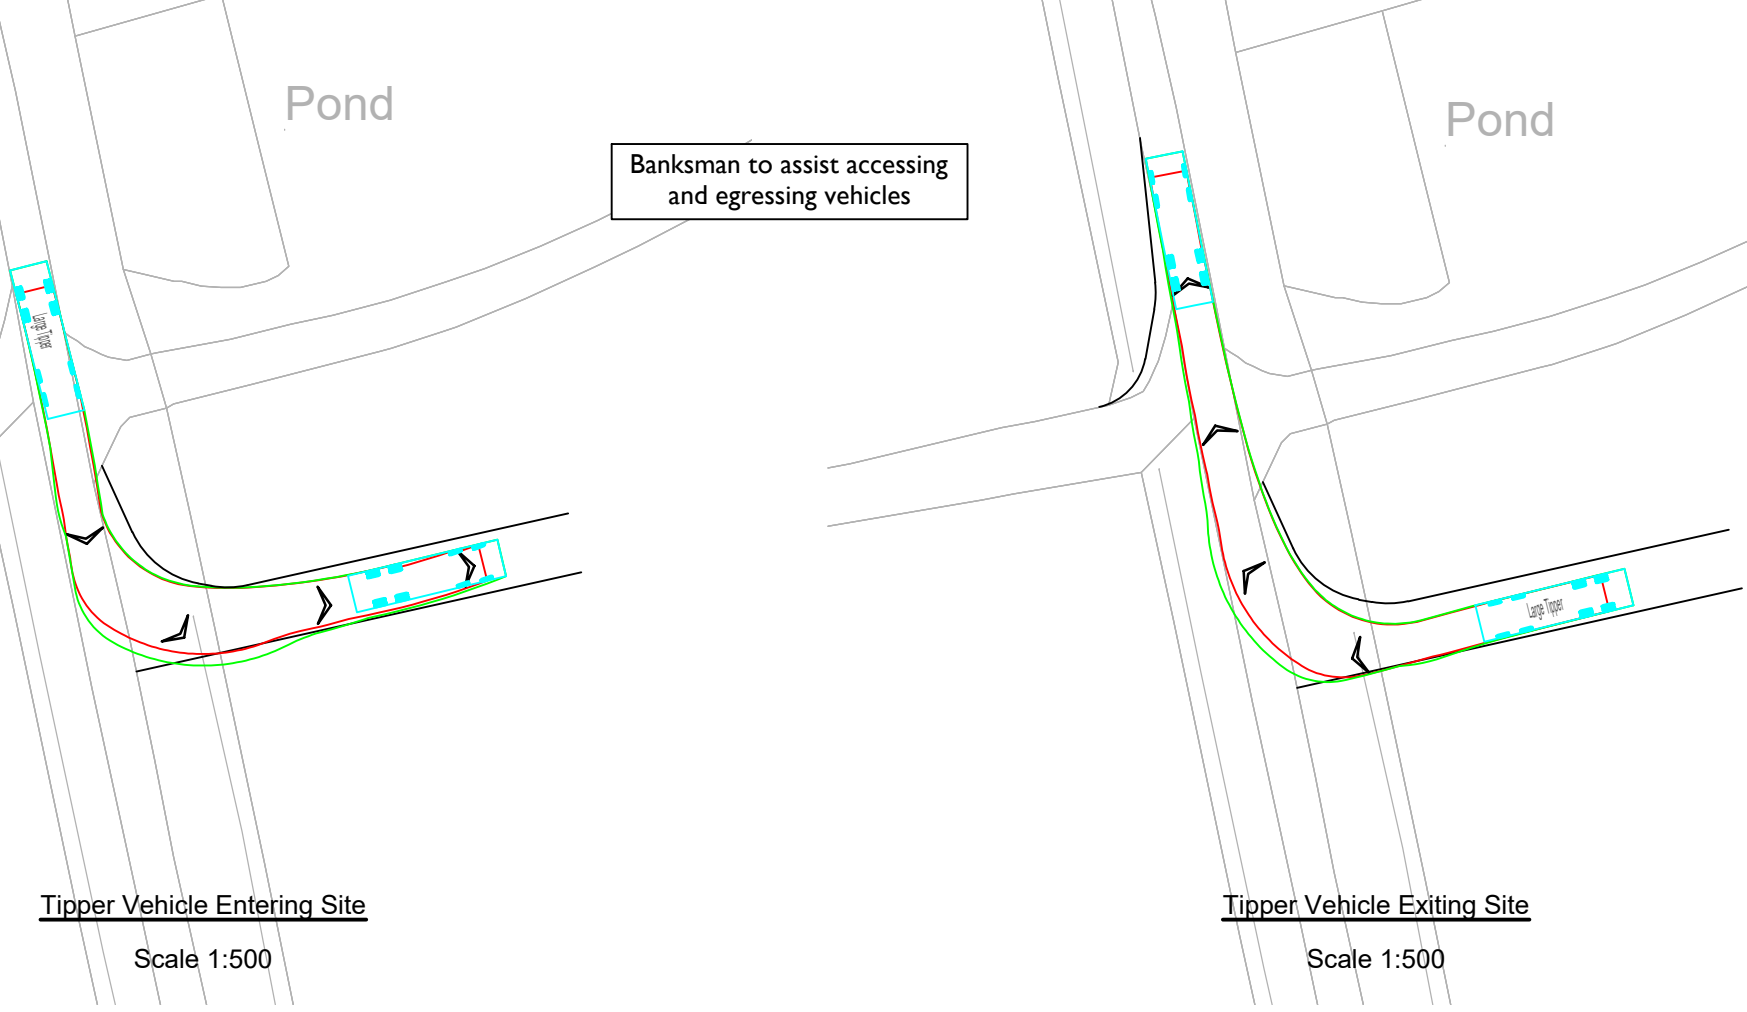 Pond
Pond
Banksman to assist accessing
and egressing vehicles
Large Tipper
Large Tipper
Tipper Vehicle Entering Site
Scale 1:500
Tipper Vehicle Exiting Site
Scale 1:500